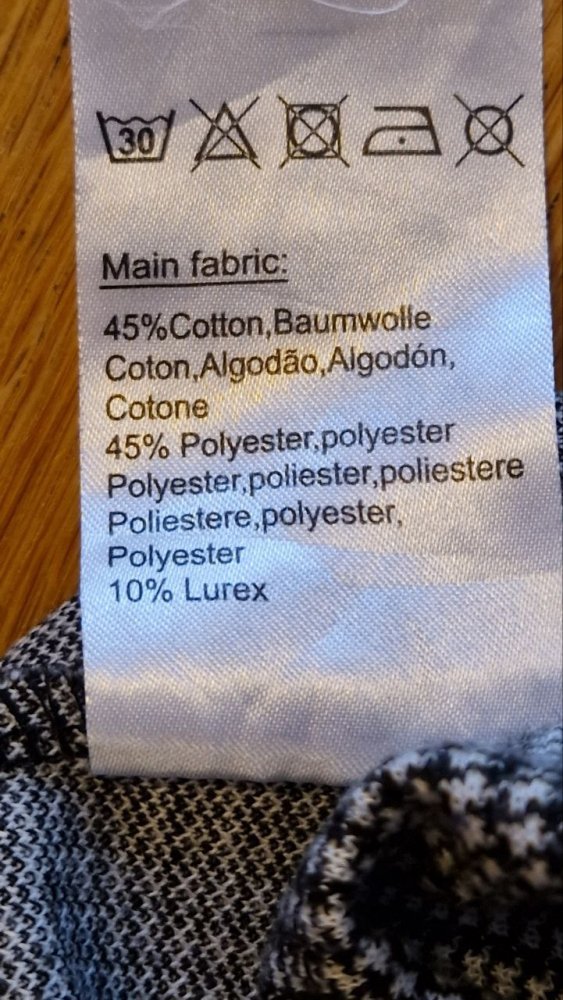 30
Main fabric:
45%Cotton,Baumwolle
Coton,Algodão,Algodón,
Cotone
45% Polyester,polyester
Polyester,poliester,poliestere
Poliestere,polyester,
Polyester
10% Lurex